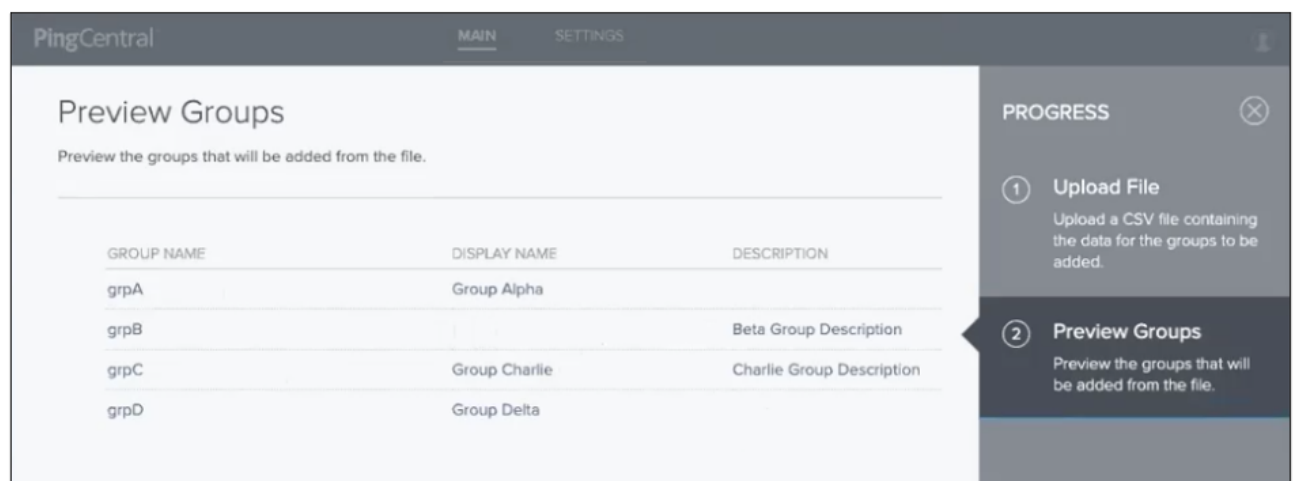 PingCentral MAIN SETTINGS
Preview Groups
Preview the groups that will be added from the file.
GROUP NAME DISPLAY NAME DESCRIPTION
grpA Group Alpha
grpB Beta Group Description
grpC Group Charlie Charlie Group Description
grpD Group Delta
PROGRESS
1 Upload File
Upload a CSV file containing
the data for the groups to be
added.
2 Preview Groups
Preview the groups that will
be added from the file.